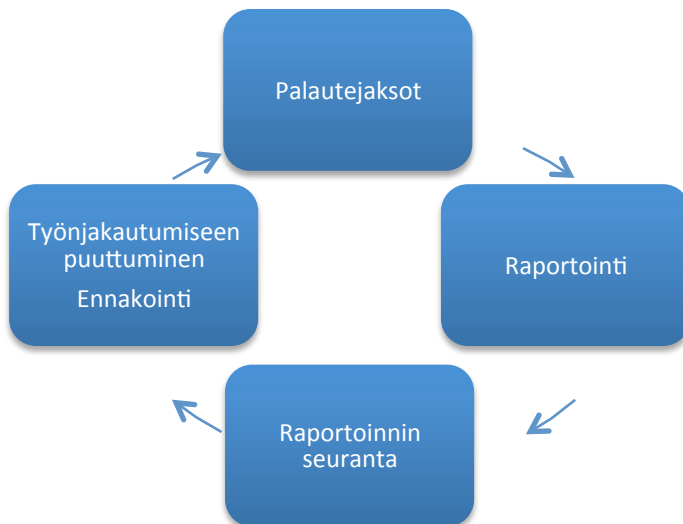 Palautejaksot
Työnjakautumiseen
puuttuminen
Ennakointi
Raportointi
Raportoinnin
seuranta